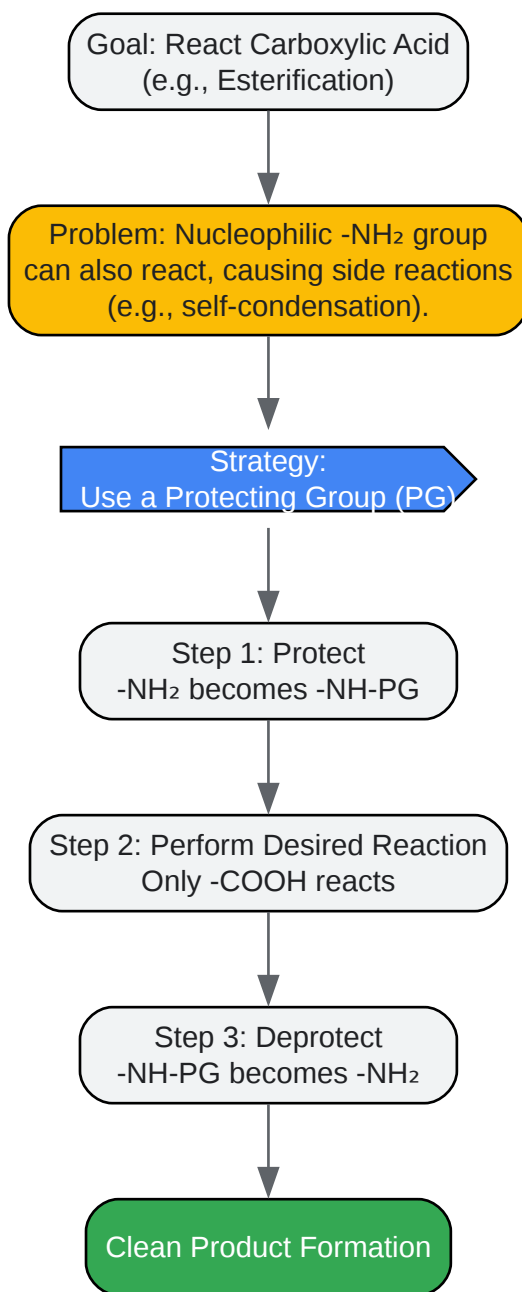 Goal: React Carboxylic Acid
(e.g., Esterification)
Problem: Nucleophilic -NH₂ group
can also react, causing side reactions
(e.g., self-condensation).
Strategy:
Use a Protecting Group (PG)
Step 1: Protect
-NH₂ becomes -NH-PG
Step 2: Perform Desired Reaction
Only -COOH reacts
Step 3: Deprotect
-NH-PG becomes -NH₂
Clean Product Formation